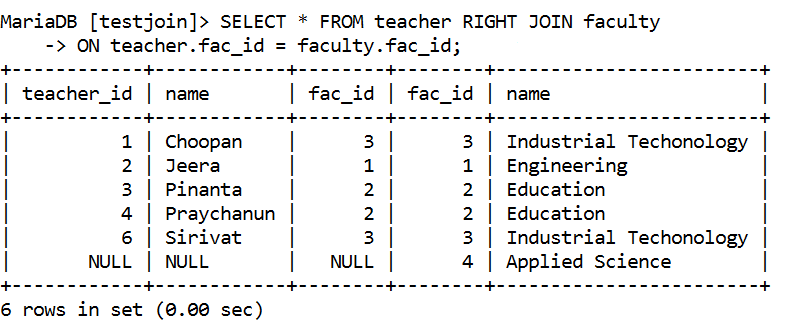 MariaDB [testjoin]> SELECT * FROM teacher RIGHT JOIN faculty
    -> ON teacher.fac_id = faculty.fac_id;
+------------+-----------+--------+--------+------------------------+
| teacher_id | name      | fac_id | fac_id | name                   |
+------------+-----------+--------+--------+------------------------+
|          1 | Choopan   |      3 |      3 | Industrial Techonology |
|          2 | Jeera     |      1 |      1 | Engineering            |
|          3 | Pinanta   |      2 |      2 | Education              |
|          4 | Praychanun |      2 |      2 | Education              |
|          6 | Sirivat   |      3 |      3 | Industrial Techonology |
|       NULL | NULL      |   NULL |      4 | Applied Science        |
+------------+-----------+--------+--------+------------------------+
6 rows in set (0.00 sec)